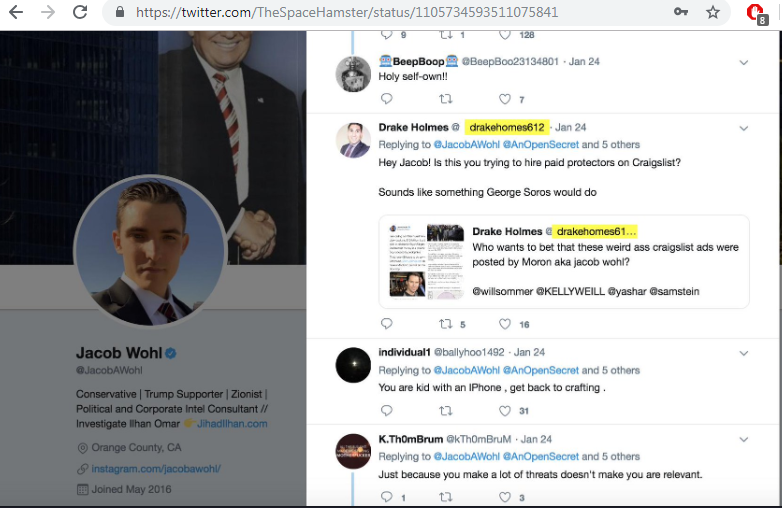 https://twitter.com/TheSpaceHamster/status/1105734593511075841
8
9 1 128
BeepBoop @BeepBoo23134801 · Jan 24
Holy self-own!!
7
Drake Holmes @ drakehomes612 · Jan 24
Replying to @JacobAWohl @AnOpenSecret and 5 others
Hey Jacob! Is this you trying to hire paid protectors on Craigslist?
Sounds like something George Soros would do
Drake Holmes @ drakehomes61...
Who wants to bet that these weird ass craigslist ads were
posted by Moron aka jacob wohl?
@willsommer @KELLYWEILL @yashar @samstein
5 16
individual1 @ballyhoo1492 · Jan 24
Replying to @JacobAWohl @AnOpenSecret and 5 others
You are kid with an IPhone , get back to crafting .
31
K.Th0mBrum @kTh0mBruM · Jan 24
Replying to @JacobAWohl @AnOpenSecret and 5 others
Just because you make a lot of threats doesn't make you are relevant.
1 3
Jacob Wohl
@JacobAWohl
Conservative | Trump Supporter | Zionist |
Political and Corporate Intel Consultant //
Investigate Ilhan Omar 👉JihadIlhan.com
Orange County, CA
instagram.com/jacobawohl/
Joined May 2016